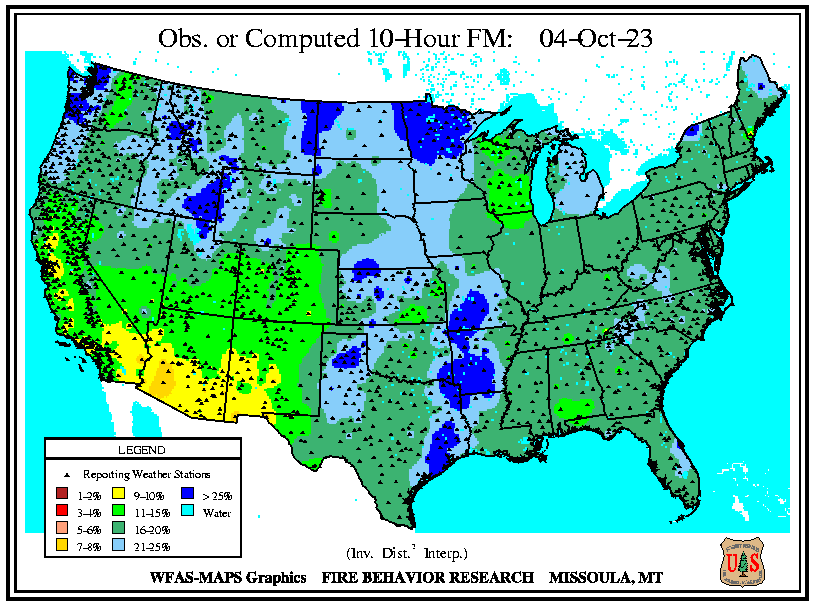 Obs. or Computed 10-Hour FM: 04-Oct-23
LEGEND
Reporting Weather Stations
1-2% 9-10% > 25%
3-4% 11-15% Water
5-6% 16-20%
7-8% 21-25%
(Inv. Dist.² Interp.)
WFAS-MAPS Graphics FIRE BEHAVIOR RESEARCH MISSOULA, MT
U S